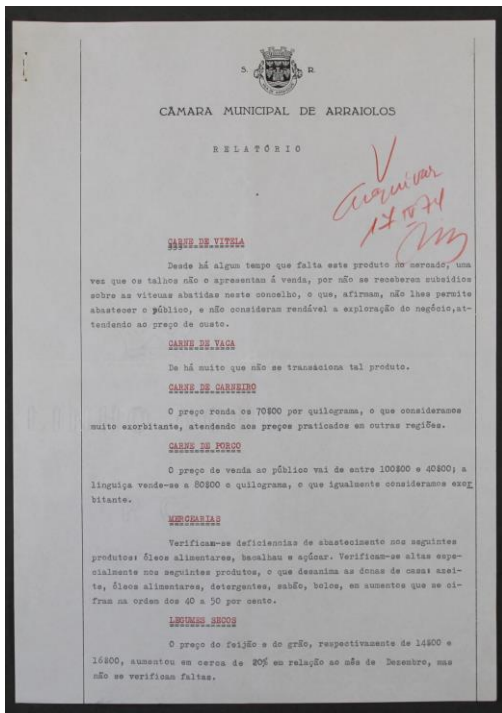 S. R.
CÂMARA MUNICIPAL DE ARRAIOLOS
RELATÓRIO
Arquivar
17 IV 74
CARNE DE VITELA
Desde há algum tempo que falta este produto no mercado, uma
vez que os talhos não o apresentam à venda, por não se receberem subsidios
sobre as vitelas abatidas neste concelho, o que, afirmam, não lhes permite
abastecer o público, e não consideram rendável a exploração do negócio,at-
tendendo ao preço de custo.
CARNE DE VACA
De há muito que não se transaciona tal produto.
CARNE DE CARNEIRO
O preço ronda os 70$00 por quilograma, o que consideramos
muito exorbitante, atendendo aos preços praticados em outras regiões.
CARNE DE PORCO
O preço de venda ao público vai de entre 100$00 e 40$00; a
linguiça vende-se a 80$00 o quilograma, o que igualmente consideramos exor
bitante.
MERCEARIAS
Verificam-se deficiencias de abastecimento nos seguintes
produtos: óleos alimentares, bacalhau e açúcar. Verificam-se altas espe-
cialmente nos seguintes produtos, o que desanima as donas de casa: azei-
te, óleos alimentares, detergentes, sabão, bolos, em aumentos que se ci-
fram na ordem dos 40 a 50 por cento.
LEGUMES SECOS
O preço do feijão e do grão, respectivamente de 14$00 e
16$00, aumentou em cerca de 20% em relação ao mês de Dezembro, mas
não se verificam faltas.